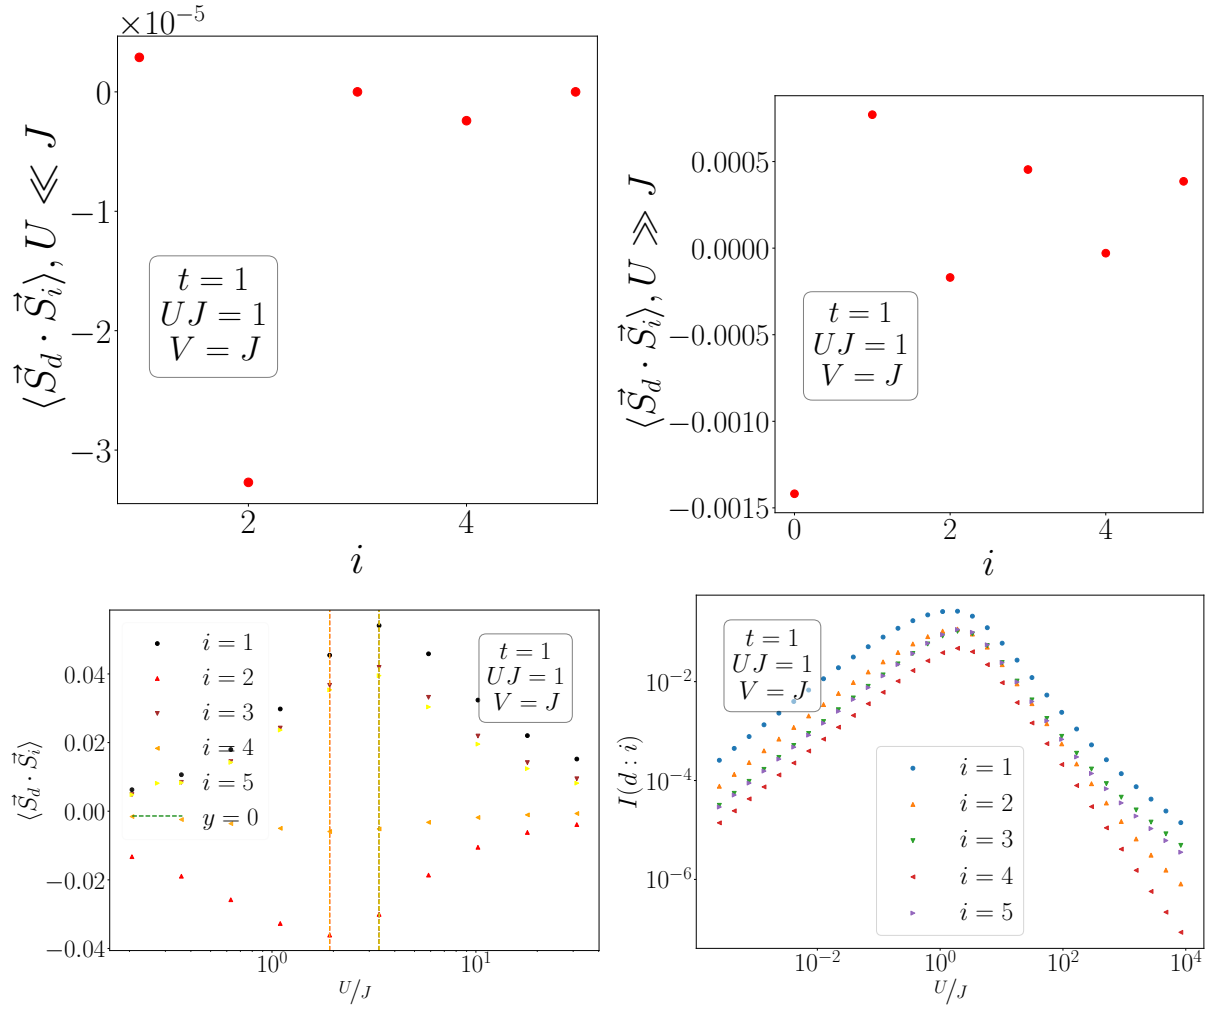 ×10⁻⁵
0
−1
−2
−3
⟨S⃗_d · S⃗_i⟩, U ≪ J
t = 1
UJ = 1
V = J
2 4
i
0.0005
0.0000
−0.0005
−0.0010
−0.0015
⟨S⃗_d · S⃗_i⟩, U ≫ J
t = 1
UJ = 1
V = J
0 2 4
i
0.04
0.02
0.00
−0.02
−0.04
⟨S⃗_d · S⃗_i⟩
i = 1
i = 2
i = 3
i = 4
i = 5
y = 0
t = 1
UJ = 1
V = J
10⁰ 10¹
U/J
10⁻²
10⁻⁴
10⁻⁶
I(d : i)
t = 1
UJ = 1
V = J
i = 1
i = 2
i = 3
i = 4
i = 5
10⁻² 10⁰ 10² 10⁴
U/J